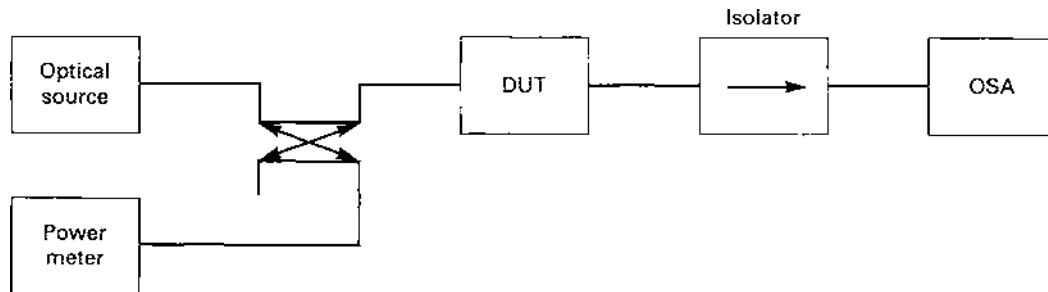 Isolator
Optical
source
DUT
OSA
Power
meter